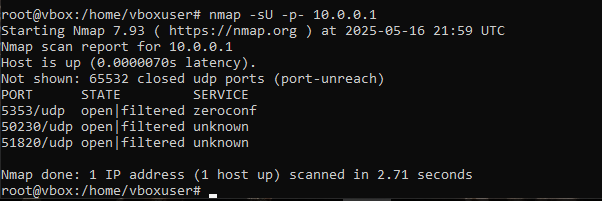 root@vbox:/home/vboxuser# nmap -sU -p- 10.0.0.1
Starting Nmap 7.93 ( https://nmap.org ) at 2025-05-16 21:59 UTC
Nmap scan report for 10.0.0.1
Host is up (0.0000070s latency).
Not shown: 65532 closed udp ports (port-unreach)
PORT      STATE         SERVICE
5353/udp  open|filtered zeroconf
50230/udp open|filtered unknown
51820/udp open|filtered unknown

Nmap done: 1 IP address (1 host up) scanned in 2.71 seconds
root@vbox:/home/vboxuser#